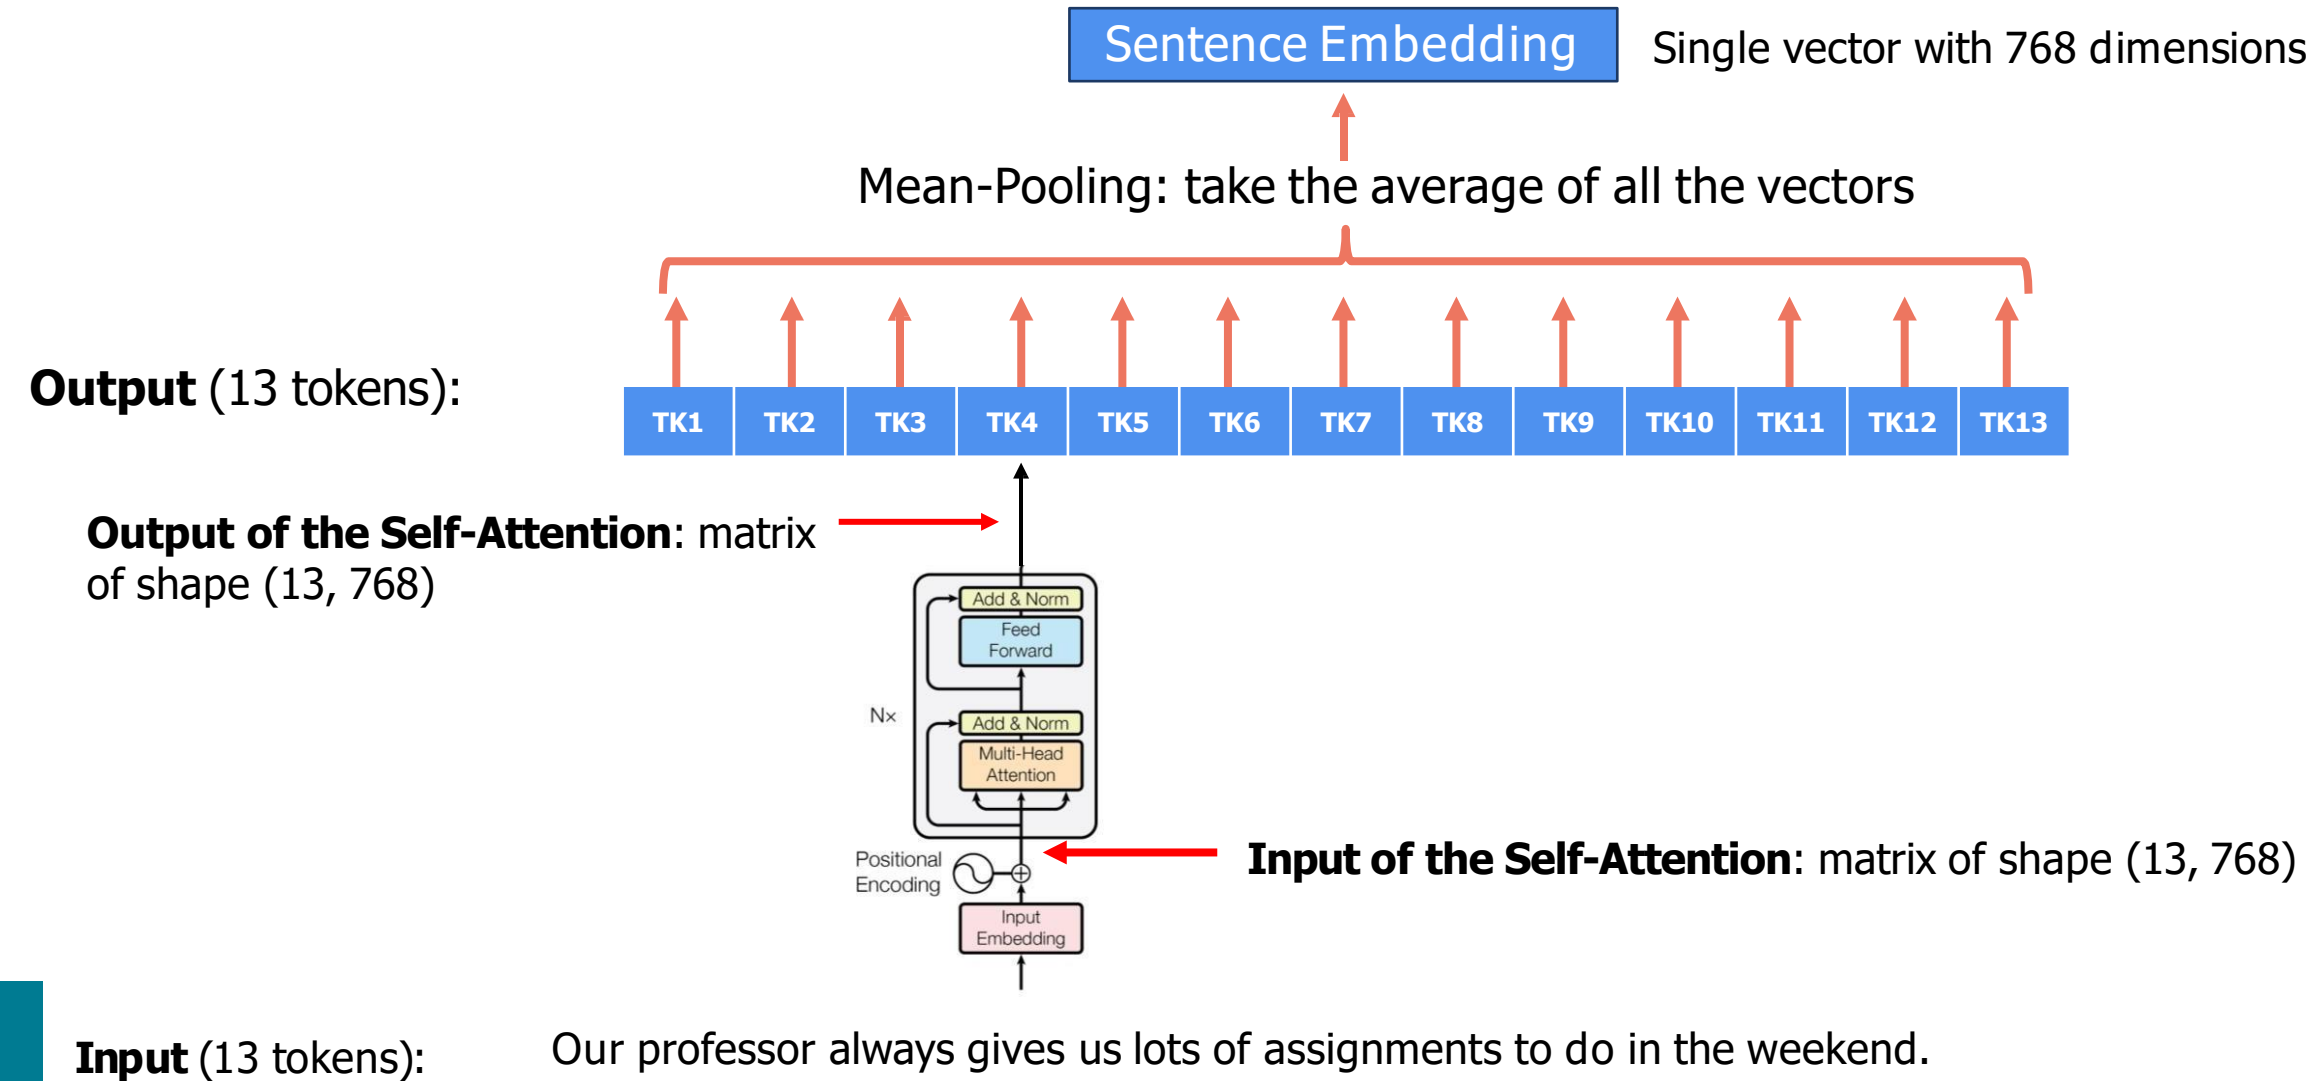 Sentence Embedding
Single vector with 768 dimensions
Mean-Pooling: take the average of all the vectors
Output (13 tokens):
TK1 TK2 TK3 TK4 TK5 TK6 TK7 TK8 TK9 TK10 TK11 TK12 TK13
Output of the Self-Attention: matrix
of shape (13, 768)
Add & Norm
Feed
Forward
Nx
Add & Norm
Multi-Head
Attention
Positional
Encoding
Input of the Self-Attention: matrix of shape (13, 768)
Input
Embedding
Input (13 tokens):
Our professor always gives us lots of assignments to do in the weekend.